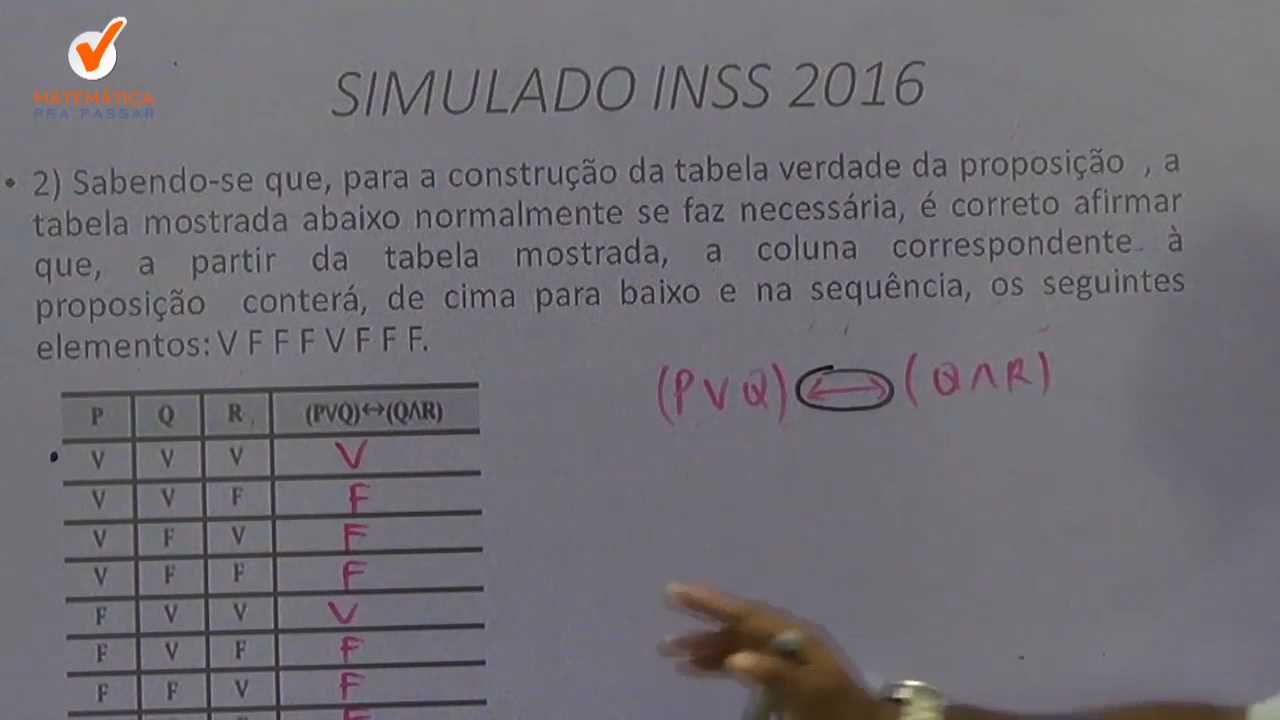 MATEMÁTICA
PRA PASSAR
SIMULADO INSS 2016
• 2) Sabendo-se que, para a construção da tabela verdade da proposição , a
tabela mostrada abaixo normalmente se faz necessária, é correto afirmar
que, a partir da tabela mostrada, a coluna correspondente à
proposição conterá, de cima para baixo e na sequência, os seguintes
elementos: V F F F V F F F.
(P V Q) ↔ (Q Λ R)
P Q R (PVQ)↔(QΛR)
V V V V
V V F F
V F V F
V F F F
F V V V
F V F F
F F V F